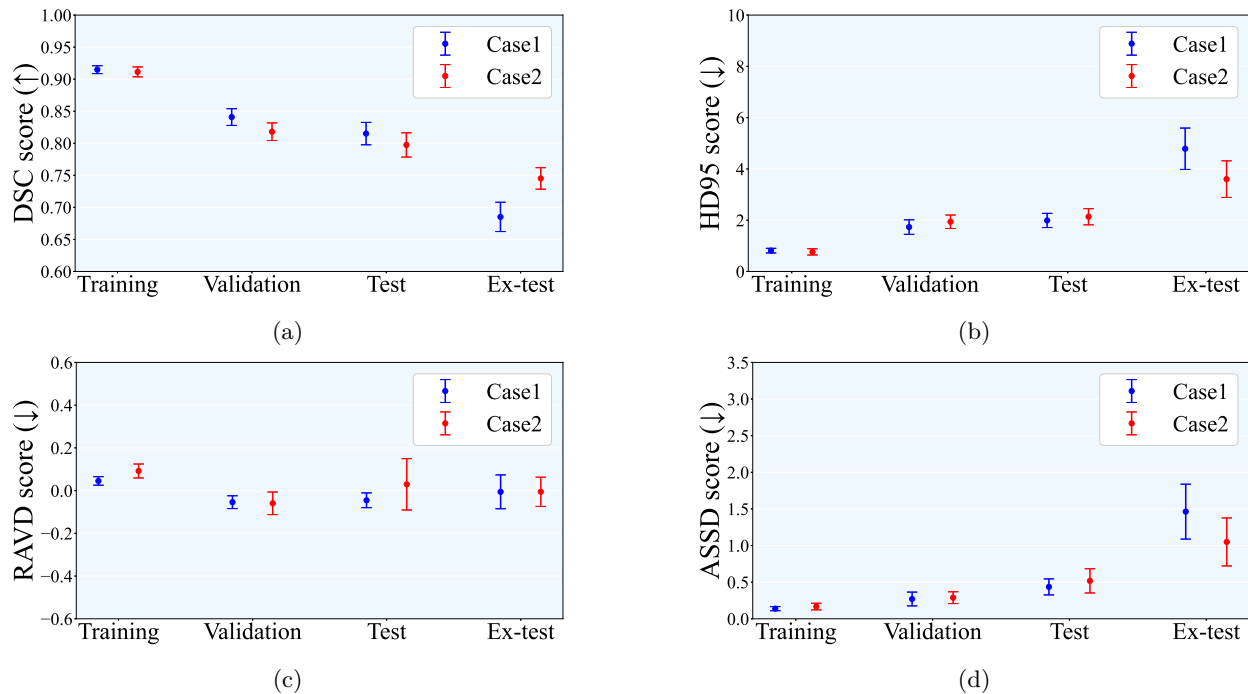 1.00
0.95
0.90
0.85
0.80
0.75
0.70
0.65
0.60
DSC score (↑)
Case1
Case2
Training Validation Test Ex-test
(a)
10
8
6
4
2
0
HD95 score (↓)
Case1
Case2
Training Validation Test Ex-test
(b)
0.6
0.4
0.2
0.0
−0.2
−0.4
−0.6
RAVD score (↓)
Case1
Case2
Training Validation Test Ex-test
(c)
3.5
3.0
2.5
2.0
1.5
1.0
0.5
0.0
ASSD score (↓)
Case1
Case2
Training Validation Test Ex-test
(d)